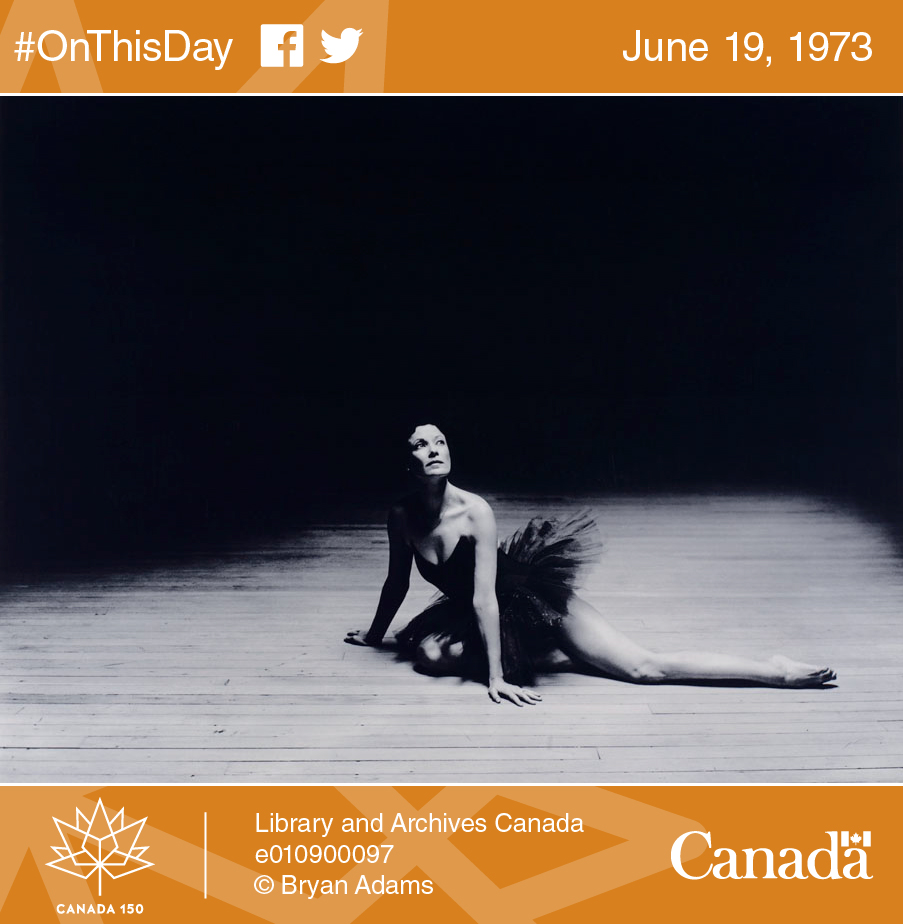 #OnThisDay
June 19, 1973
CANADA 150
Library and Archives Canada
e010900097
© Bryan Adams
Canada